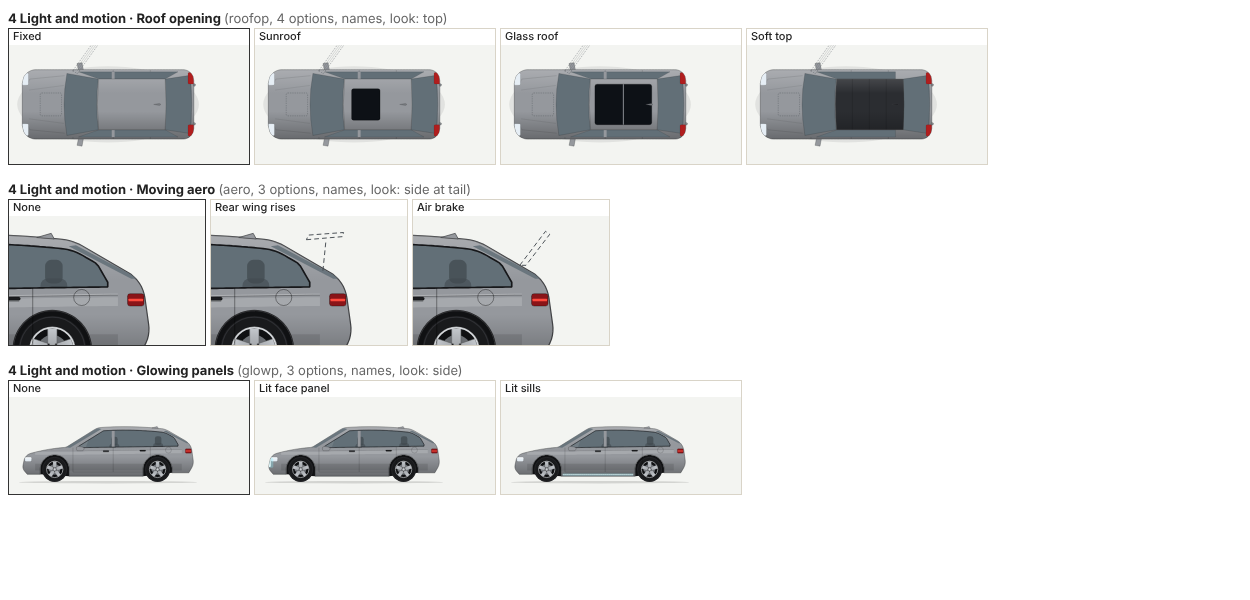 4 Light and motion · Roof opening (roofop, 4 options, names, look: top)
Fixed
Sunroof
Glass roof
Soft top
4 Light and motion · Moving aero (aero, 3 options, names, look: side at tail)
None
Rear wing rises
Air brake
4 Light and motion · Glowing panels (glowp, 3 options, names, look: side)
None
Lit face panel
Lit sills